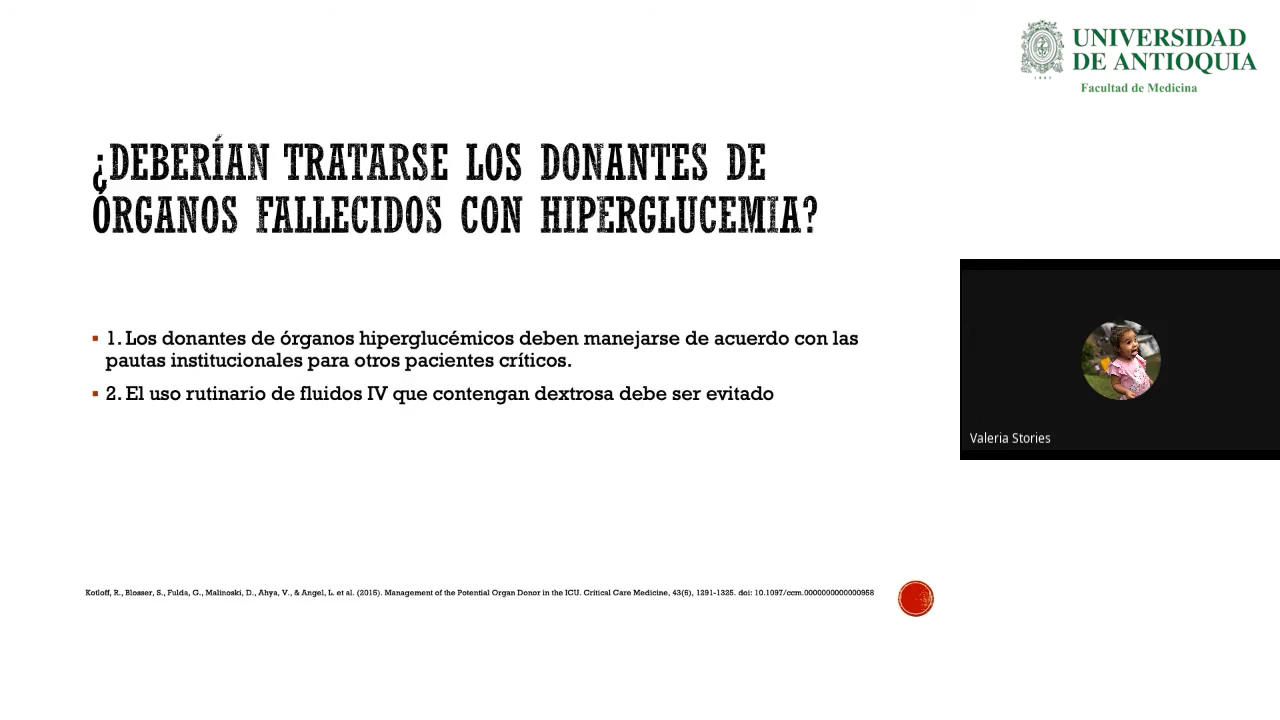 UNIVERSIDAD
DE ANTIOQUIA
1803
Facultad de Medicina
¿DEBERÍAN TRATARSE LOS DONANTES DE
ÓRGANOS FALLECIDOS CON HIPERGLUCEMIA?
1. Los donantes de órganos hiperglucémicos deben manejarse de acuerdo con las
pautas institucionales para otros pacientes críticos.
2. El uso rutinario de fluidos IV que contengan dextrosa debe ser evitado
Valeria Stories
Kotloff, R., Blosser, S., Fulda, G., Malinoski, D., Ahya, V., & Angel, L. et al. (2015). Management of the Potential Organ Donor in the ICU. Critical Care Medicine, 43(6), 1291-1325. doi: 10.1097/ccm.0000000000000958